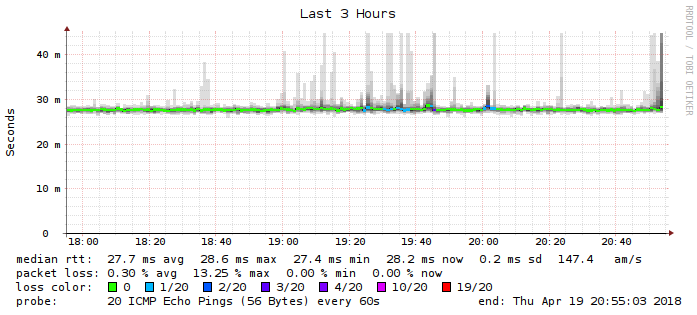 Last 3 Hours
RRDTOOL / TOBI OETIKER
Seconds
40 m
30 m
20 m
10 m
0
18:00 18:20 18:40 19:00 19:20 19:40 20:00 20:20 20:40
median rtt: 27.7 ms avg 28.6 ms max 27.4 ms min 28.2 ms now 0.2 ms sd 147.4 am/s
packet loss: 0.30 % avg 13.25 % max 0.00 % min 0.00 % now
loss color: 0 1/20 2/20 3/20 4/20 10/20 19/20
probe: 20 ICMP Echo Pings (56 Bytes) every 60s end: Thu Apr 19 20:55:03 2018